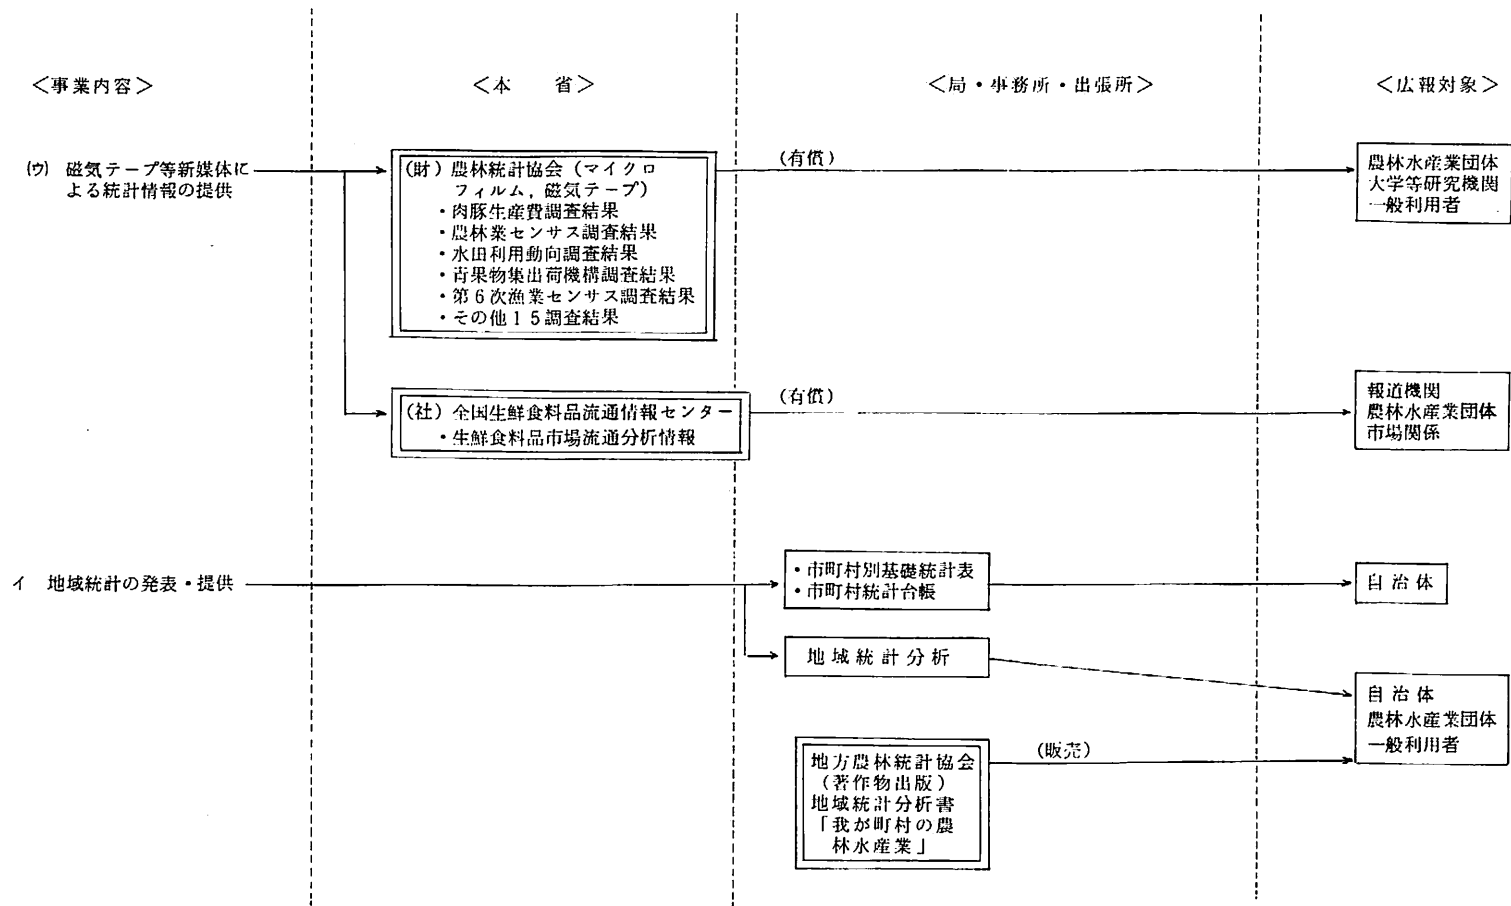 ＜事業内容＞
＜本　　省＞
＜局・事務所・出張所＞
＜広報対象＞
(ウ)　磁気テープ等新媒体に
よる統計情報の提供
(財) 農林統計協会（マイクロ
フィルム，磁気テープ）
・肉豚生産費調査結果
・農林業センサス調査結果
・水田利用動向調査結果
・青果物集出荷機構調査結果
・第６次漁業センサス調査結果
・その他１５調査結果
(有償)
農林水産業団体
大学等研究機関
一般利用者
(社) 全国生鮮食料品流通情報センター
・生鮮食料品市場流通分析情報
(有償)
報道機関
農林水産業団体
市場関係
イ　地域統計の発表・提供
・市町村別基礎統計表
・市町村統計台帳
自治体
地域統計分析
自治体
農林水産業団体
一般利用者
地方農林統計協会
（著作物出版）
地域統計分析書
「我が町村の農
林水産業」
(販売)